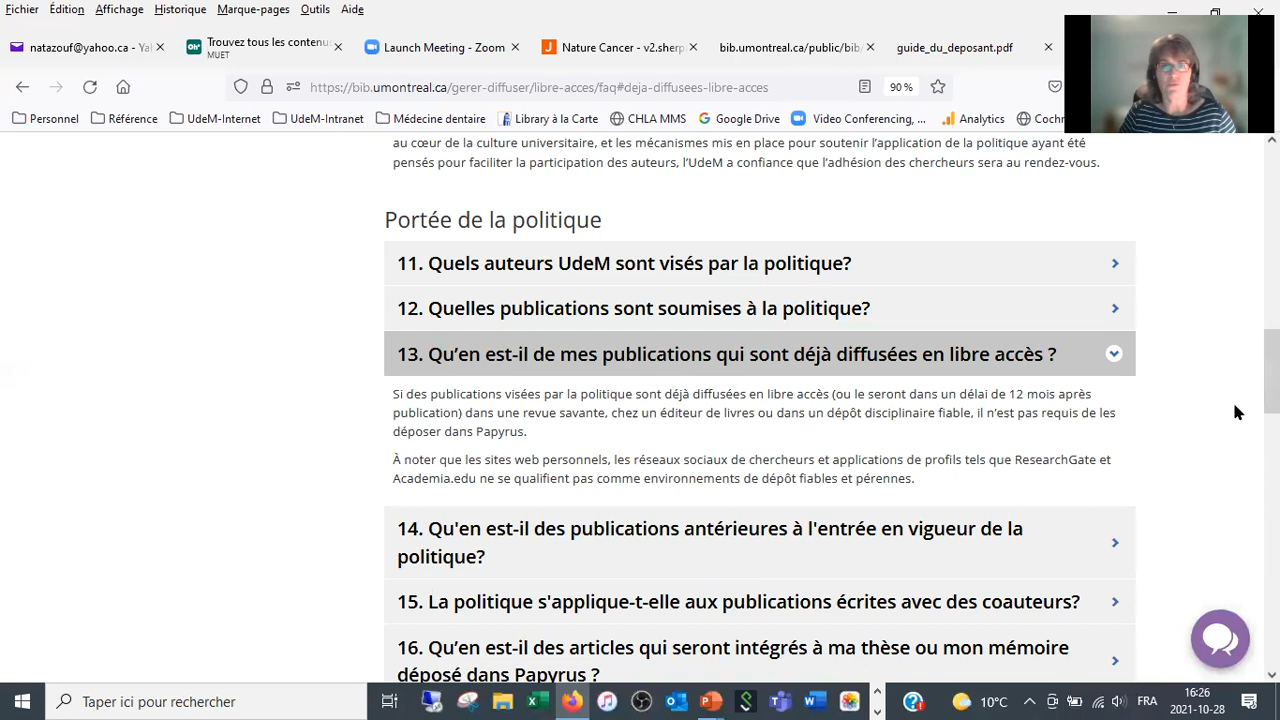 Fichier Édition Affichage Historique Marque-pages Outils Aide
natazouf@yahoo.ca - Ya
Trouvez tous les contenu
MUET
Launch Meeting - Zoom
Nature Cancer - v2.sherp
bib.umontreal.ca/public/bib/
guide_du_deposant.pdf
https://bib.umontreal.ca/gerer-diffuser/libre-acces/faq#deja-diffusees-libre-acces
90 %
Personnel Référence UdeM-Internet UdeM-Intranet Médecine dentaire Library à la Carte CHLA MMS Google Drive Video Conferencing, ... Analytics Cochr
au cœur de la culture universitaire, et les mécanismes mis en place pour soutenir l’application de la politique ayant été
pensés pour faciliter la participation des auteurs, l’UdeM a confiance que l’adhésion des chercheurs sera au rendez-vous.
Portée de la politique
11. Quels auteurs UdeM sont visés par la politique?
12. Quelles publications sont soumises à la politique?
13. Qu’en est-il de mes publications qui sont déjà diffusées en libre accès ?
Si des publications visées par la politique sont déjà diffusées en libre accès (ou le seront dans un délai de 12 mois après
publication) dans une revue savante, chez un éditeur de livres ou dans un dépôt disciplinaire fiable, il n’est pas requis de les
déposer dans Papyrus.
À noter que les sites web personnels, les réseaux sociaux de chercheurs et applications de profils tels que ResearchGate et
Academia.edu ne se qualifient pas comme environnements de dépôt fiables et pérennes.
14. Qu'en est-il des publications antérieures à l'entrée en vigueur de la
politique?
15. La politique s'applique-t-elle aux publications écrites avec des coauteurs?
16. Qu’en est-il des articles qui seront intégrés à ma thèse ou mon mémoire
déposé dans Papyrus ?
Taper ici pour rechercher
10°C
FRA
16:26
2021-10-28